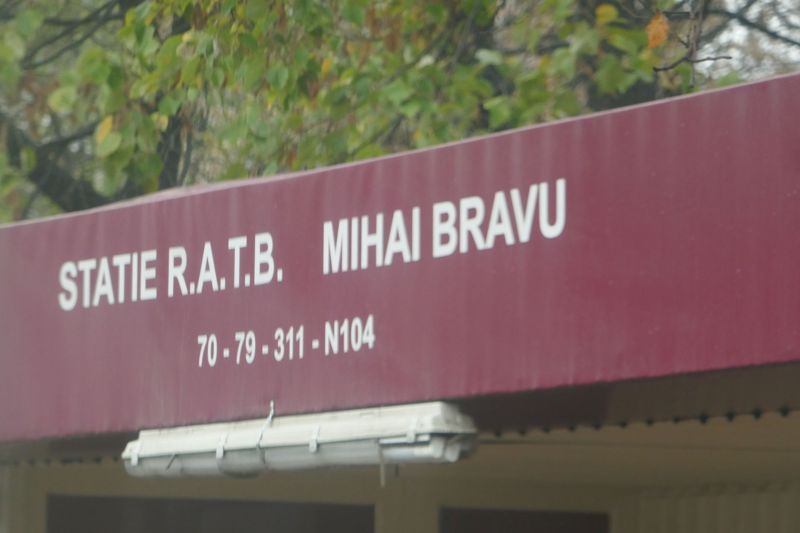 STATIE R.A.T.B. MIHAI BRAVU
70 - 79 - 311 - N104